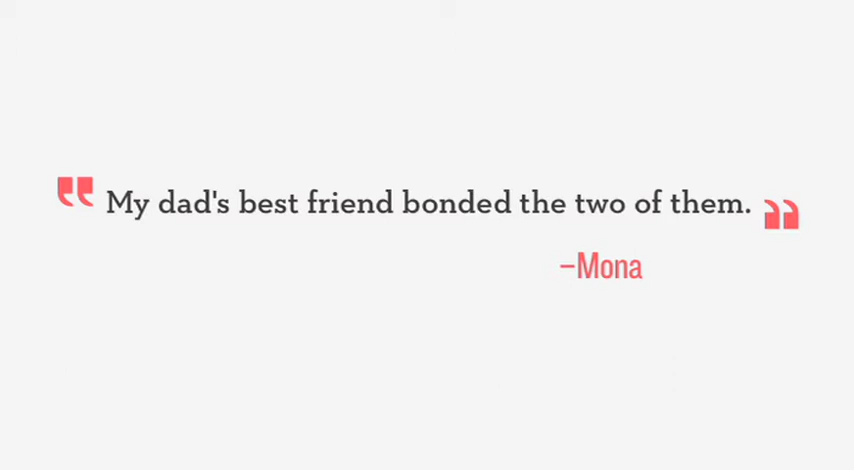 “My dad's best friend bonded the two of them.”
–Mona